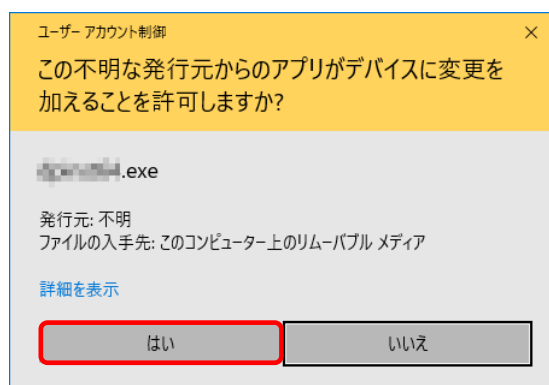 ユーザー アカウント制御
この不明な発行元からのアプリがデバイスに変更を
加えることを許可しますか?
.exe
発行元: 不明
ファイルの入手先: このコンピューター上のリムーバブル メディア
詳細を表示
はい
いいえ